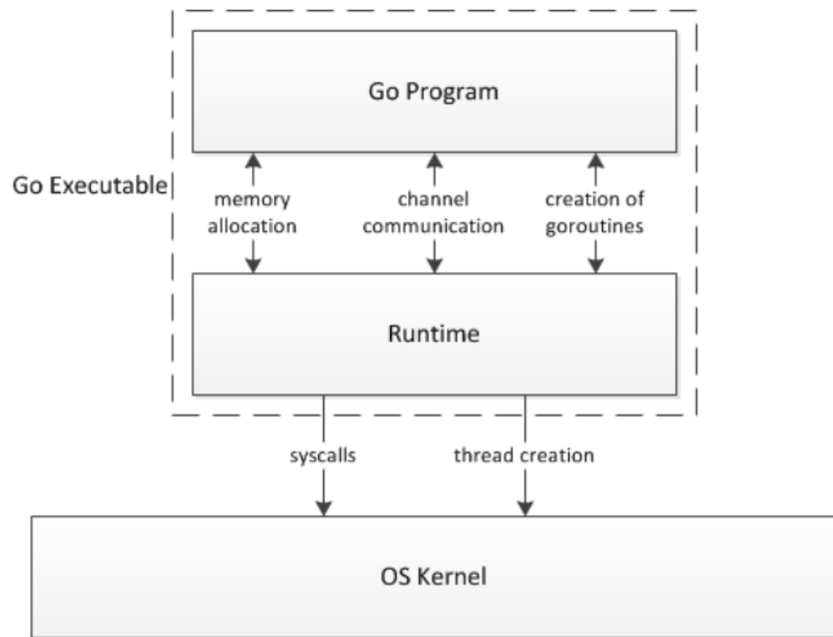 Go Program
Go Executable
memory
allocation
channel
communication
creation of
goroutines
Runtime
syscalls
thread creation
OS Kernel